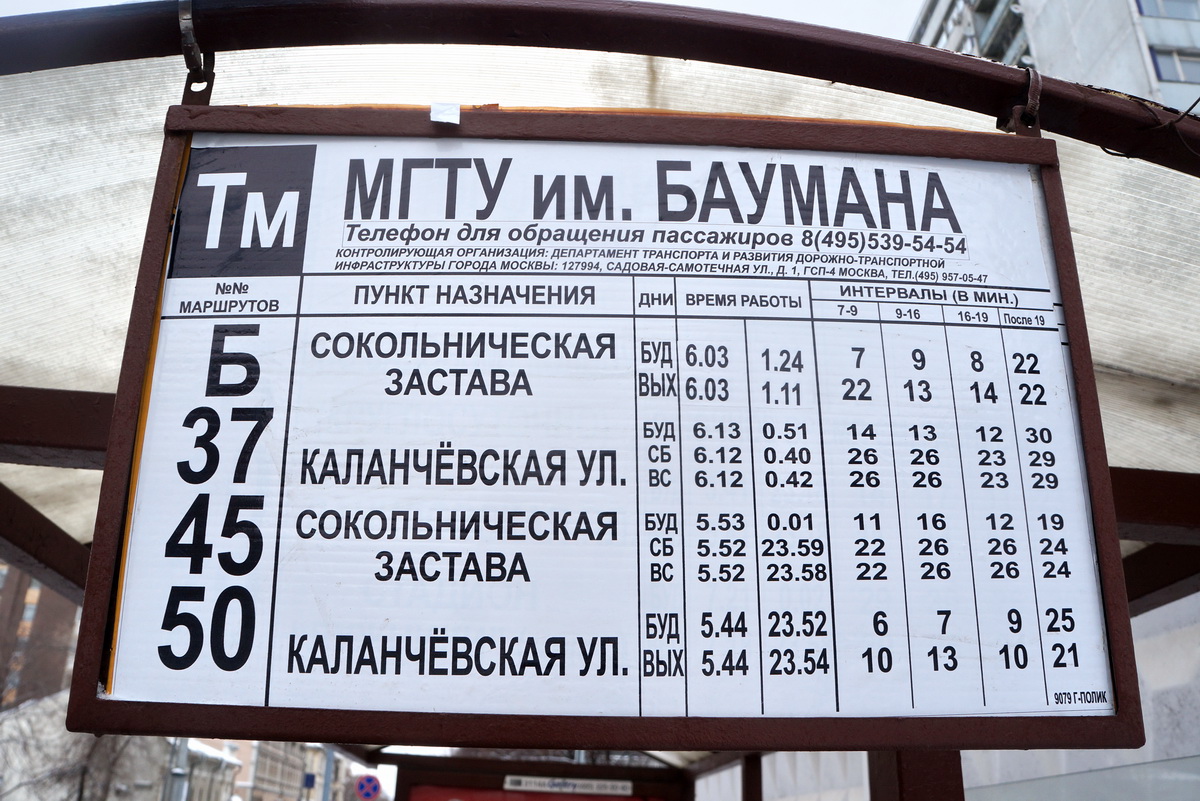 Тм
МГТУ им. БАУМАНА
Телефон для обращения пассажиров 8(495)539-54-54
КОНТРОЛИРУЮЩАЯ ОРГАНИЗАЦИЯ: ДЕПАРТАМЕНТ ТРАНСПОРТА И РАЗВИТИЯ ДОРОЖНО-ТРАНСПОРТНОЙ
ИНФРАСТРУКТУРЫ ГОРОДА МОСКВЫ: 127994, САДОВАЯ-САМОТЕЧНАЯ УЛ., Д. 1, ГСП-4 МОСКВА, ТЕЛ.(495) 957-05-47
№№ МАРШРУТОВ ПУНКТ НАЗНАЧЕНИЯ ДНИ ВРЕМЯ РАБОТЫ ИНТЕРВАЛЫ (В МИН.)
7-9 9-16 16-19 После 19
Б СОКОЛЬНИЧЕСКАЯ БУД 6.03 1.24 7 9 8 22
ЗАСТАВА ВЫХ 6.03 1.11 22 13 14 22
37 БУД 6.13 0.51 14 13 12 30
КАЛАНЧЁВСКАЯ УЛ. СБ 6.12 0.40 26 26 23 29
ВС 6.12 0.42 26 26 23 29
45 СОКОЛЬНИЧЕСКАЯ БУД 5.53 0.01 11 16 12 19
ЗАСТАВА СБ 5.52 23.59 22 26 26 24
ВС 5.52 23.58 22 26 26 24
50 БУД 5.44 23.52 6 7 9 25
КАЛАНЧЁВСКАЯ УЛ. ВЫХ 5.44 23.54 10 13 10 21
9079 Г-ПОЛИК